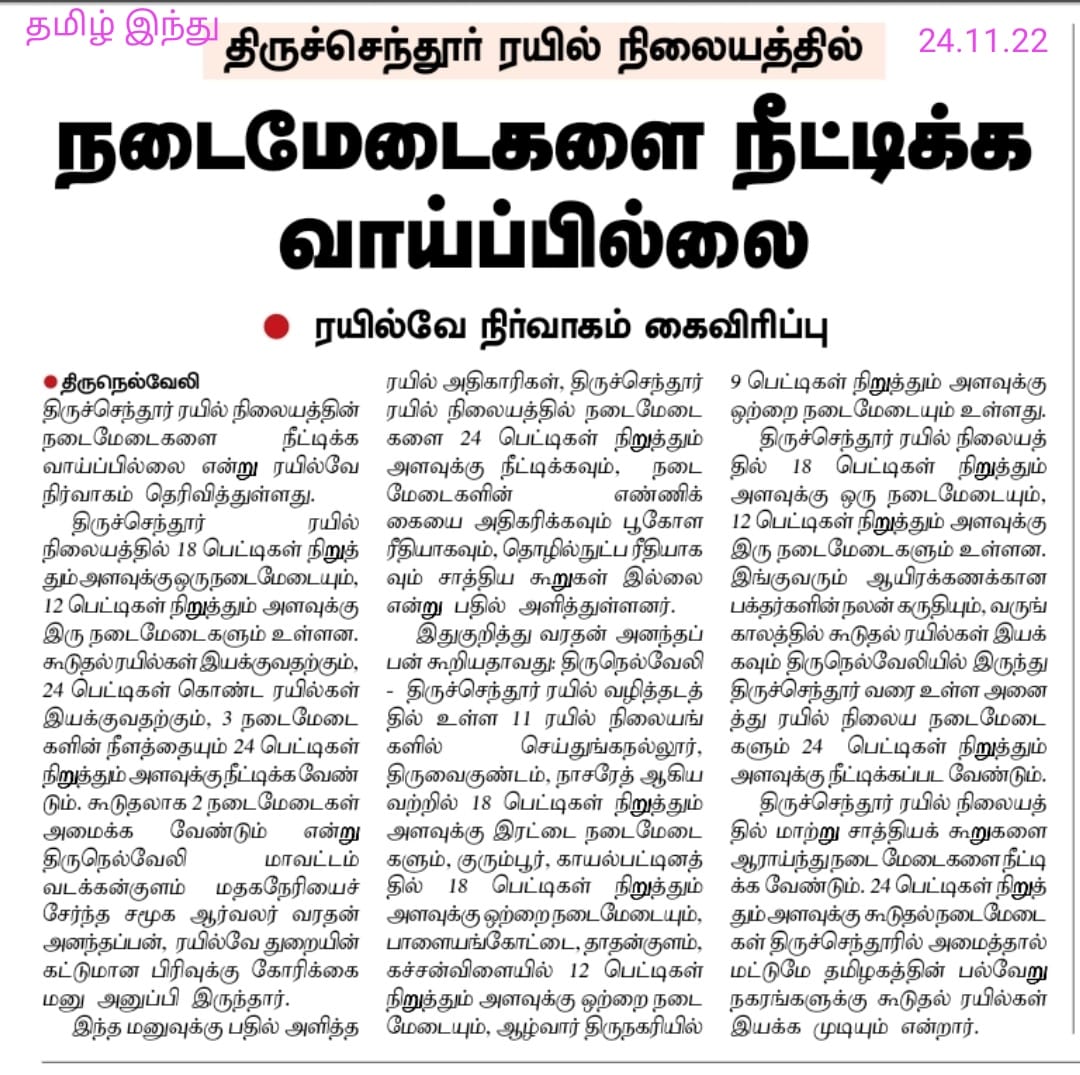 தமிழ் இந்து
24.11.22
திருச்செந்தூர் ரயில் நிலையத்தில்
நடைமேடைகளை நீட்டிக்க
வாய்ப்பில்லை
● ரயில்வே நிர்வாகம் கைவிரிப்பு
● திருநெல்வேலி
திருச்செந்தூர் ரயில் நிலையத்தின்
நடைமேடைகளை நீட்டிக்க
வாய்ப்பில்லை என்று ரயில்வே
நிர்வாகம் தெரிவித்துள்ளது.
திருச்செந்தூர் ரயில்
நிலையத்தில் 18 பெட்டிகள் நிறுத்
தும் அளவுக்கு ஒரு நடைமேடையும்,
12 பெட்டிகள் நிறுத்தும் அளவுக்கு
இரு நடைமேடைகளும் உள்ளன.
கூடுதல் ரயில்கள் இயக்குவதற்கும்,
24 பெட்டிகள் கொண்ட ரயில்கள்
இயக்குவதற்கும், 3 நடைமேடை
களின் நீளத்தையும் 24 பெட்டிகள்
நிறுத்தும் அளவுக்கு நீட்டிக்க வேண்
டும். கூடுதலாக 2 நடைமேடைகள்
அமைக்க வேண்டும் என்று
திருநெல்வேலி மாவட்டம்
வடக்கன்குளம் மதகநேரியைச்
சேர்ந்த சமூக ஆர்வலர் வரதன்
அனந்தப்பன், ரயில்வே துறையின்
கட்டுமான பிரிவுக்கு கோரிக்கை
மனு அனுப்பி இருந்தார்.
இந்த மனுவுக்கு பதில் அளித்த
ரயில் அதிகாரிகள், திருச்செந்தூர்
ரயில் நிலையத்தில் நடைமேடை
களை 24 பெட்டிகள் நிறுத்தும்
அளவுக்கு நீட்டிக்கவும், நடை
மேடைகளின் எண்ணிக்
கையை அதிகரிக்கவும் பூகோள
ரீதியாகவும், தொழில்நுட்ப ரீதியாக
வும் சாத்திய கூறுகள் இல்லை
என்று பதில் அளித்துள்ளனர்.
இதுகுறித்து வரதன் அனந்தப்
பன் கூறியதாவது: திருநெல்வேலி
- திருச்செந்தூர் ரயில் வழித்தடத்
தில் உள்ள 11 ரயில் நிலையங்
களில் செய்துங்கநல்லூர்,
திருவைகுண்டம், நாசரேத் ஆகிய
வற்றில் 18 பெட்டிகள் நிறுத்தும்
அளவுக்கு இரட்டை நடைமேடை
களும், குரும்பூர், காயல்பட்டினத்
தில் 18 பெட்டிகள் நிறுத்தும்
அளவுக்கு ஒற்றை நடைமேடையும்,
பாளையங்கோட்டை, தாதன்குளம்,
கச்சன்விளையில் 12 பெட்டிகள்
நிறுத்தும் அளவுக்கு ஒற்றை நடை
மேடையும், ஆழ்வார் திருநகரியில்
9 பெட்டிகள் நிறுத்தும் அளவுக்கு
ஒற்றை நடைமேடையும் உள்ளது.
திருச்செந்தூர் ரயில் நிலையத்
தில் 18 பெட்டிகள் நிறுத்தும்
அளவுக்கு ஒரு நடைமேடையும்,
12 பெட்டிகள் நிறுத்தும் அளவுக்கு
இரு நடைமேடைகளும் உள்ளன.
இங்குவரும் ஆயிரக்கணக்கான
பக்தர்களின் நலன் கருதியும், வருங்
காலத்தில் கூடுதல் ரயில்கள் இயக்
கவும் திருநெல்வேலியில் இருந்து
திருச்செந்தூர் வரை உள்ள அனை
த்து ரயில் நிலைய நடைமேடை
களும் 24 பெட்டிகள் நிறுத்தும்
அளவுக்கு நீட்டிக்கப்பட வேண்டும்.
திருச்செந்தூர் ரயில் நிலையத்
தில் மாற்று சாத்தியக் கூறுகளை
ஆராய்ந்து நடை மேடைகளை நீட்டி
க்க வேண்டும். 24 பெட்டிகள் நிறுத்
தும் அளவுக்கு கூடுதல் நடைமேடை
கள் திருச்செந்தூரில் அமைத்தால்
மட்டுமே தமிழகத்தின் பல்வேறு
நகரங்களுக்கு கூடுதல் ரயில்கள்
இயக்க முடியும் என்றார்.